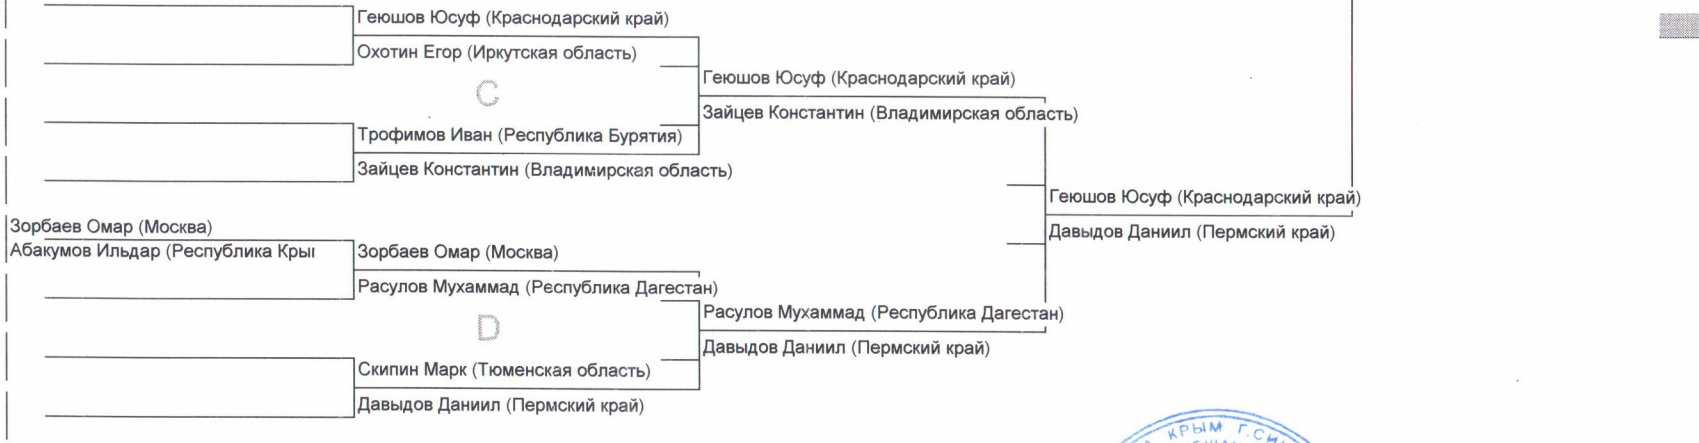 Геюшов Юсуф (Краснодарский край)
Охотин Егор (Иркутская область)
Геюшов Юсуф (Краснодарский край)
C
Зайцев Константин (Владимирская область)
Трофимов Иван (Республика Бурятия)
Зайцев Константин (Владимирская область)
Геюшов Юсуф (Краснодарский край)
Зорбаев Омар (Москва)
Давыдов Даниил (Пермский край)
Абакумов Ильдар (Республика Кры
Зорбаев Омар (Москва)
Расулов Мухаммад (Республика Дагестан)
Расулов Мухаммад (Республика Дагестан)
D
Давыдов Даниил (Пермский край)
Скипин Марк (Тюменская область)
Давыдов Даниил (Пермский край)
КРЫМ Г.СИ